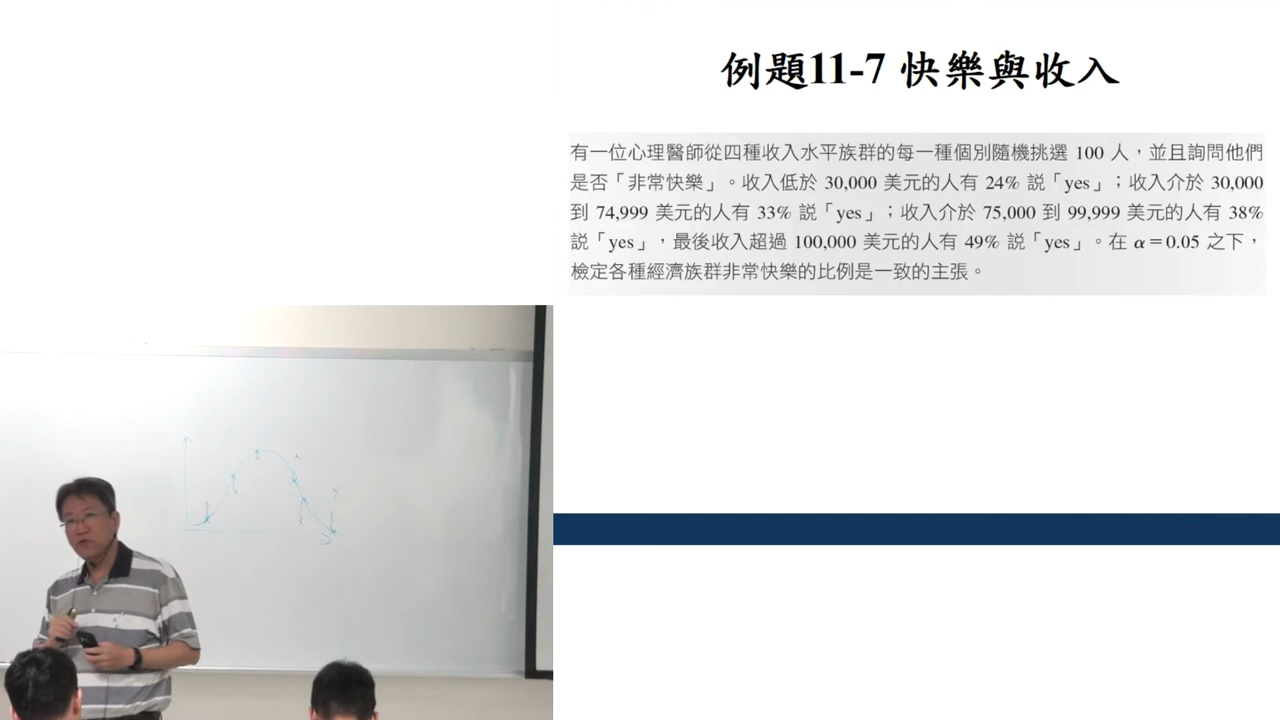 例題11-7 快樂與收入
有一位心理醫師從四種收入水平族群的每一種個別隨機挑選 100 人，並且詢問他們
是否「非常快樂」。收入低於 30,000 美元的人有 24% 説「yes」；收入介於 30,000
到 74,999 美元的人有 33% 説「yes」；收入介於 75,000 到 99,999 美元的人有 38%
説「yes」，最後收入超過 100,000 美元的人有 49% 説「yes」。在 α＝0.05 之下，
檢定各種經濟族群非常快樂的比例是一致的主張。